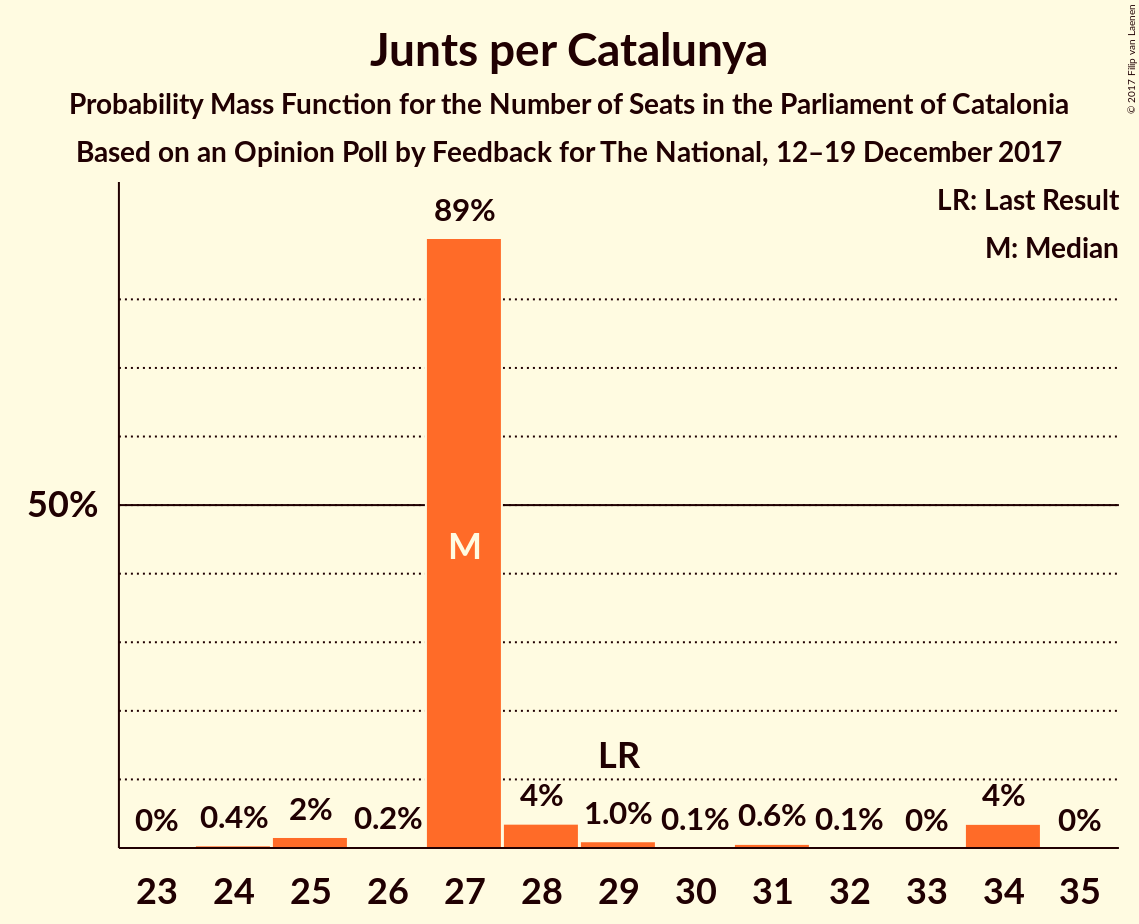 Junts per Catalunya
Probability Mass Function for the Number of Seats in the Parliament of Catalonia
Based on an Opinion Poll by Feedback for The National, 12–19 December 2017
© 2017 Filip van Laenen
LR: Last Result
M: Median
50%
0% 0.4% 2% 0.2% 89% 4% 1.0% 0.1% 0.6% 0.1% 0% 4% 0%
M
LR
23 24 25 26 27 28 29 30 31 32 33 34 35